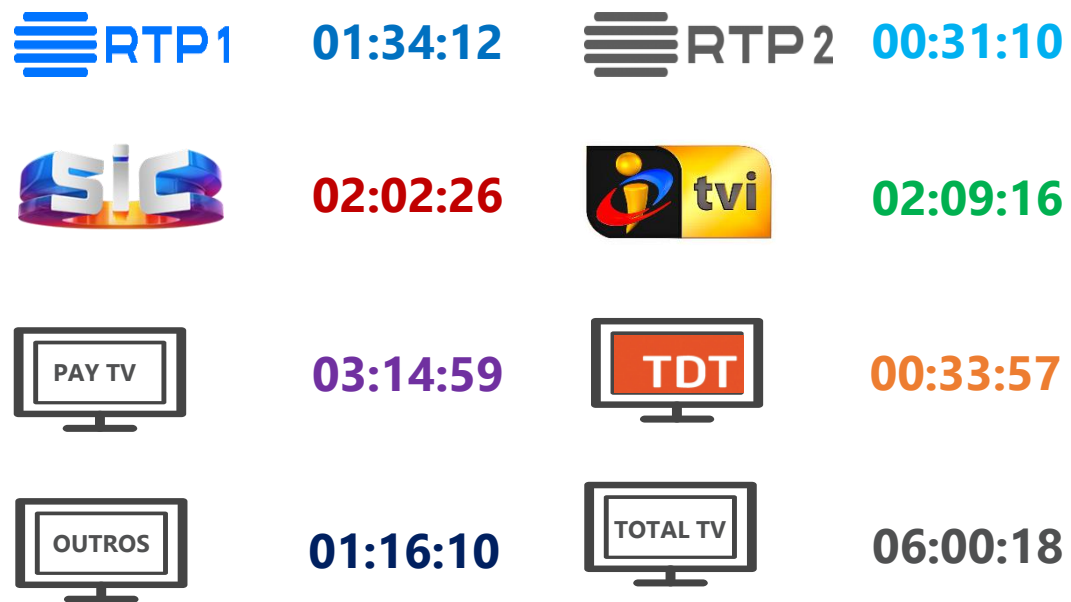 RTP1 01:34:12 RTP2 00:31:10
sic 02:02:26 tvi 02:09:16
PAY TV 03:14:59 TDT 00:33:57
OUTROS 01:16:10 TOTAL TV 06:00:18